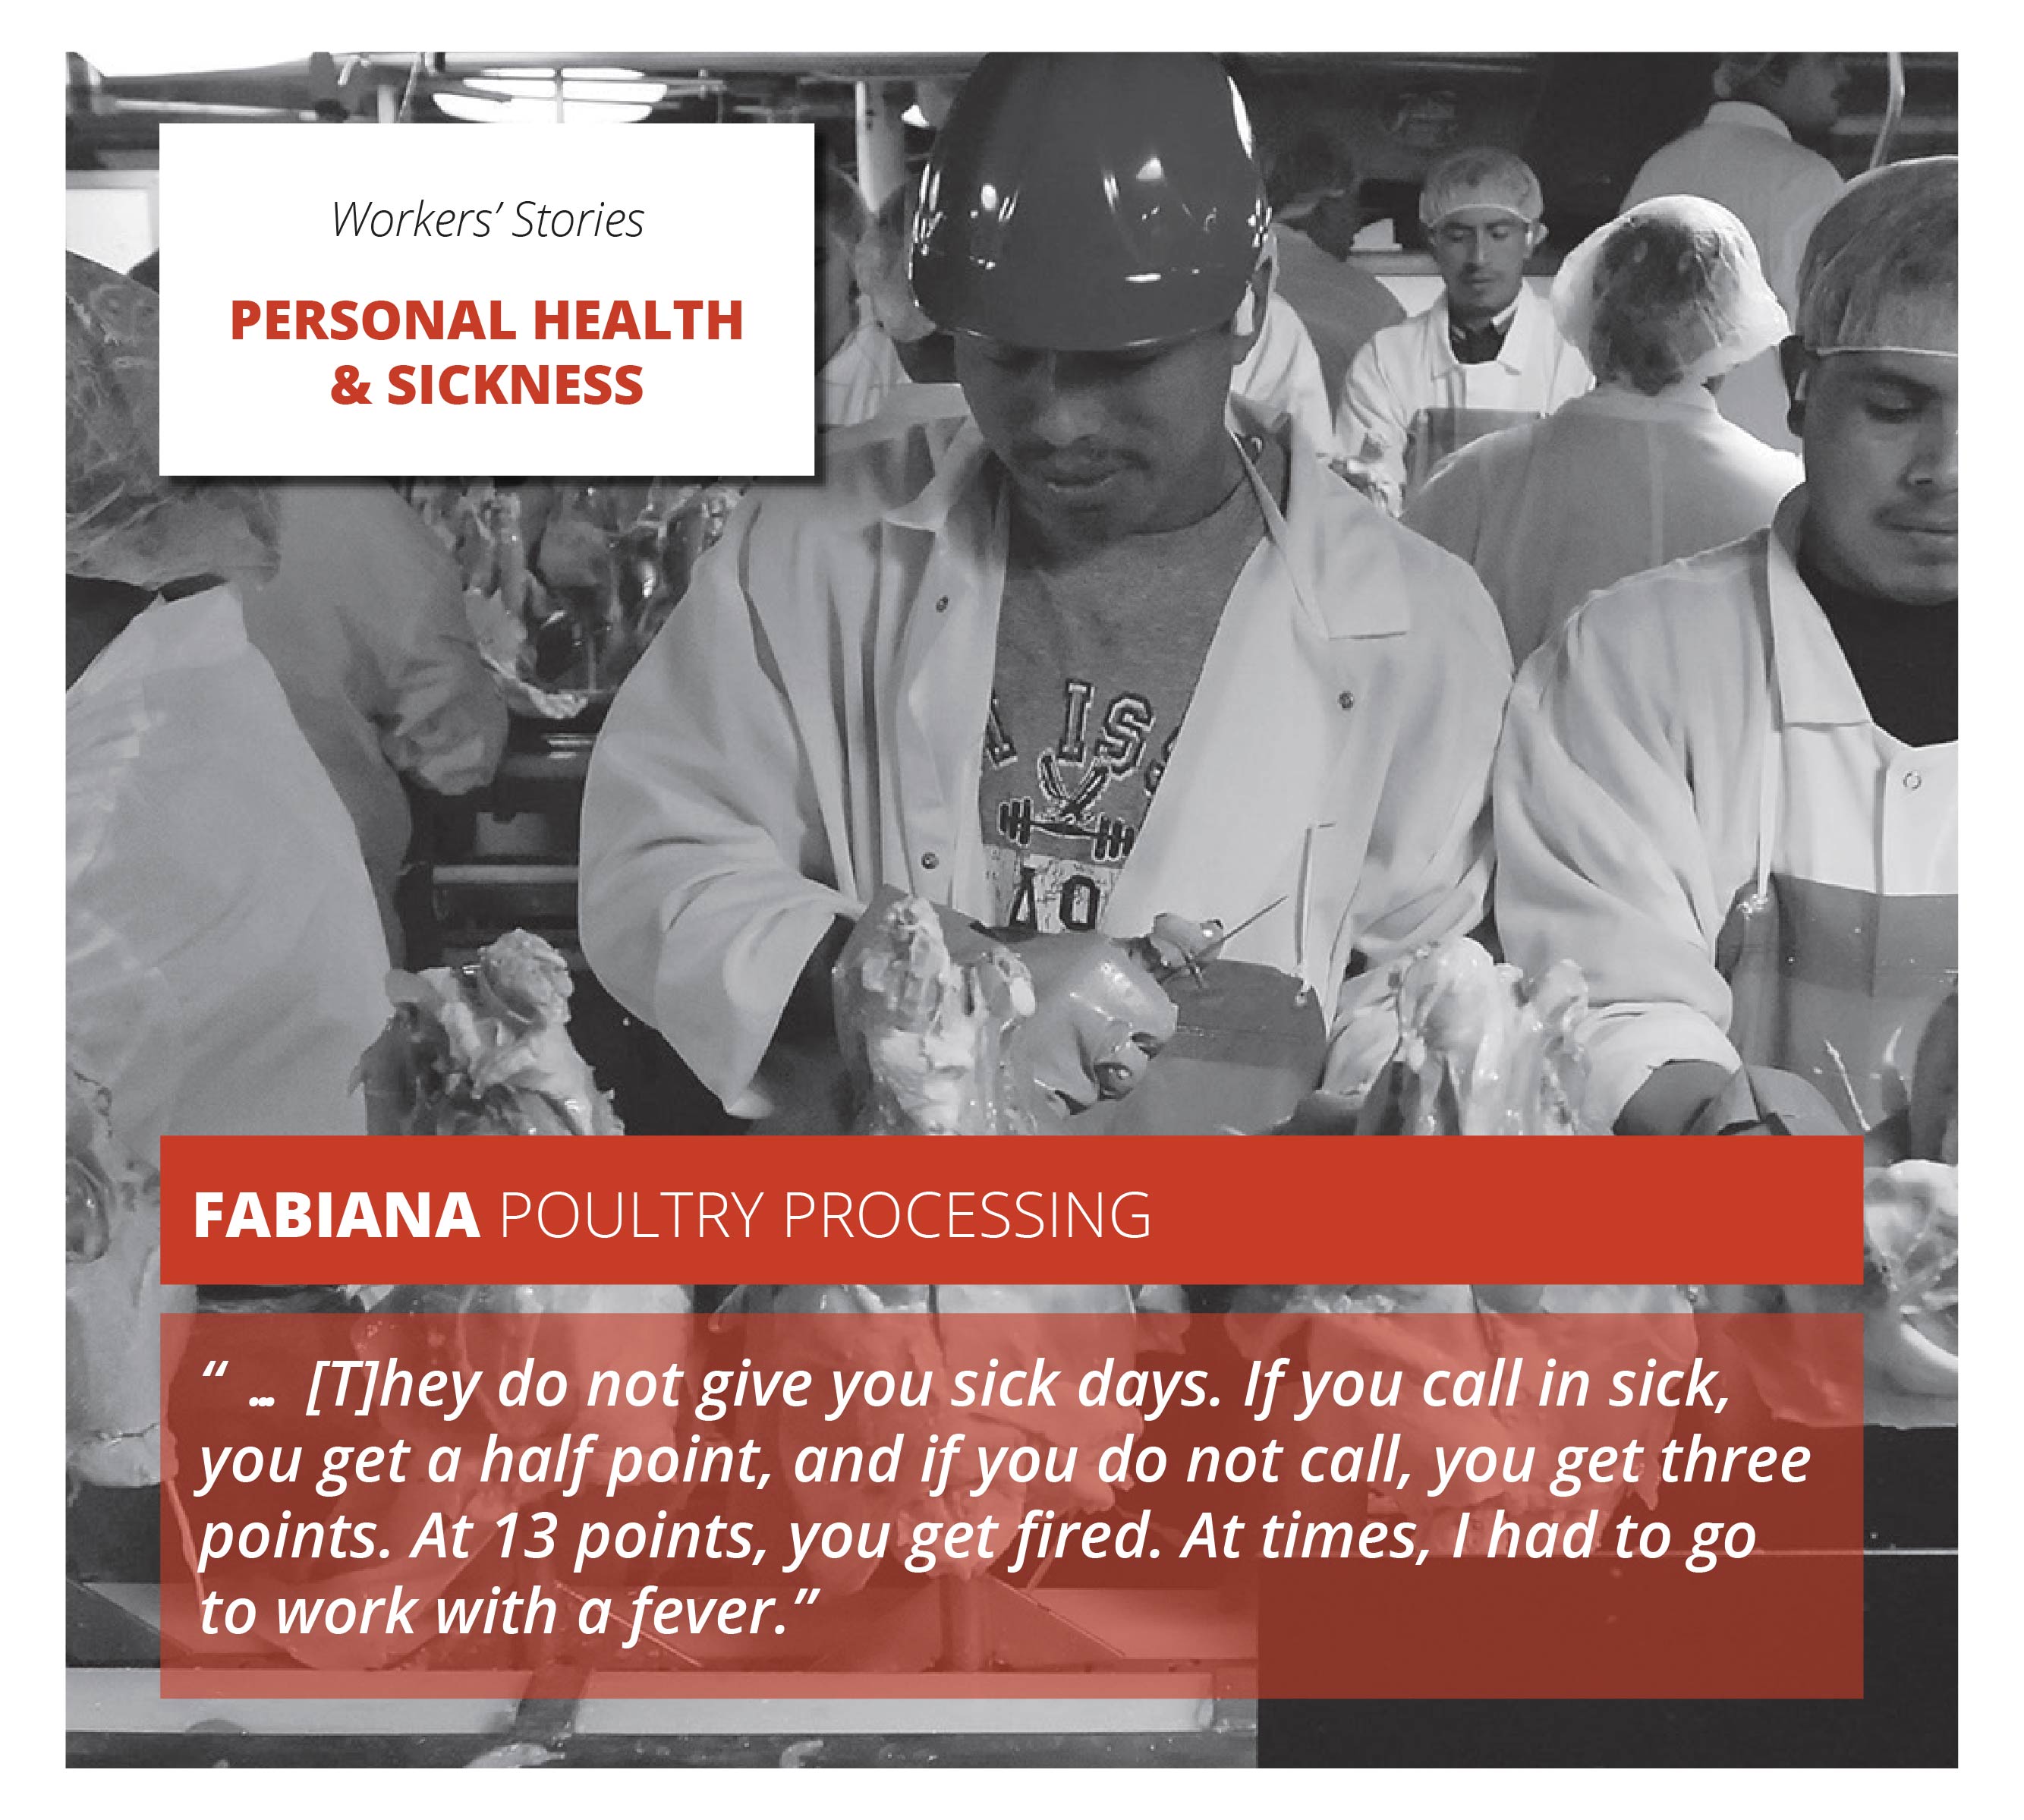 Workers’ Stories
PERSONAL HEALTH
& SICKNESS
ISS
FABIANA POULTRY PROCESSING
“ ... [T]hey do not give you sick days. If you call in sick,
you get a half point, and if you do not call, you get three
points. At 13 points, you get fired. At times, I had to go
to work with a fever.”